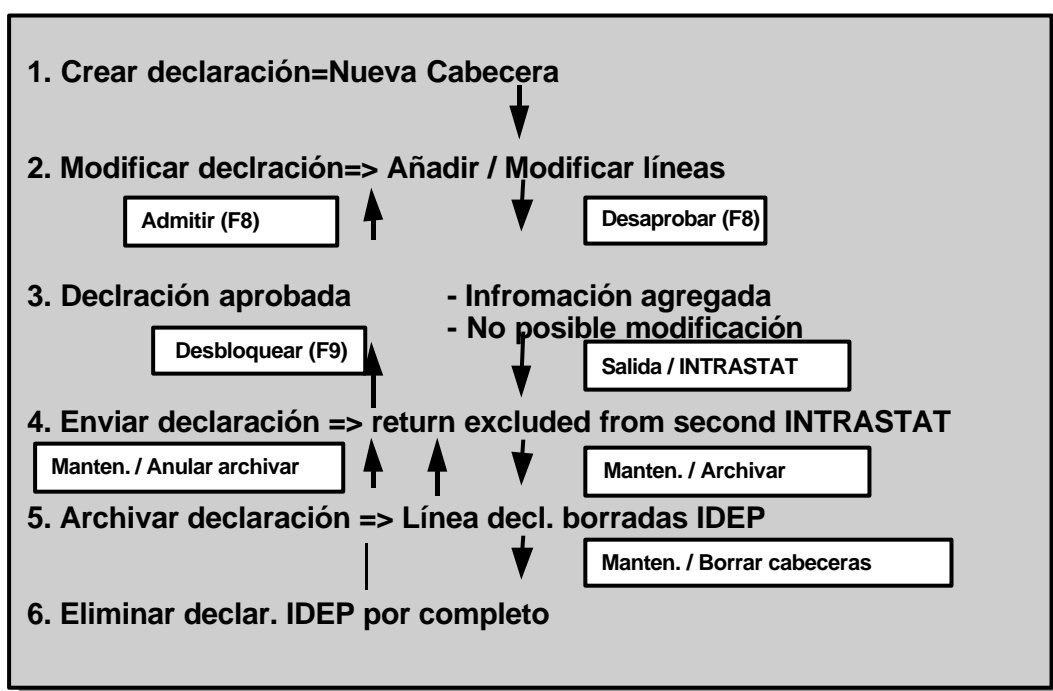 1. Crear declaración=Nueva Cabecera
2. Modificar declración=> Añadir / Modificar líneas
Admitir (F8)
Desaprobar (F8)
3. Declración aprobada - Infromación agregada
- No posible modificación
Desbloquear (F9)
Salida / INTRASTAT
4. Enviar declaración => return excluded from second INTRASTAT
Manten. / Anular archivar
Manten. / Archivar
5. Archivar declaración => Línea decl. borradas IDEP
Manten. / Borrar cabeceras
6. Eliminar declar. IDEP por completo